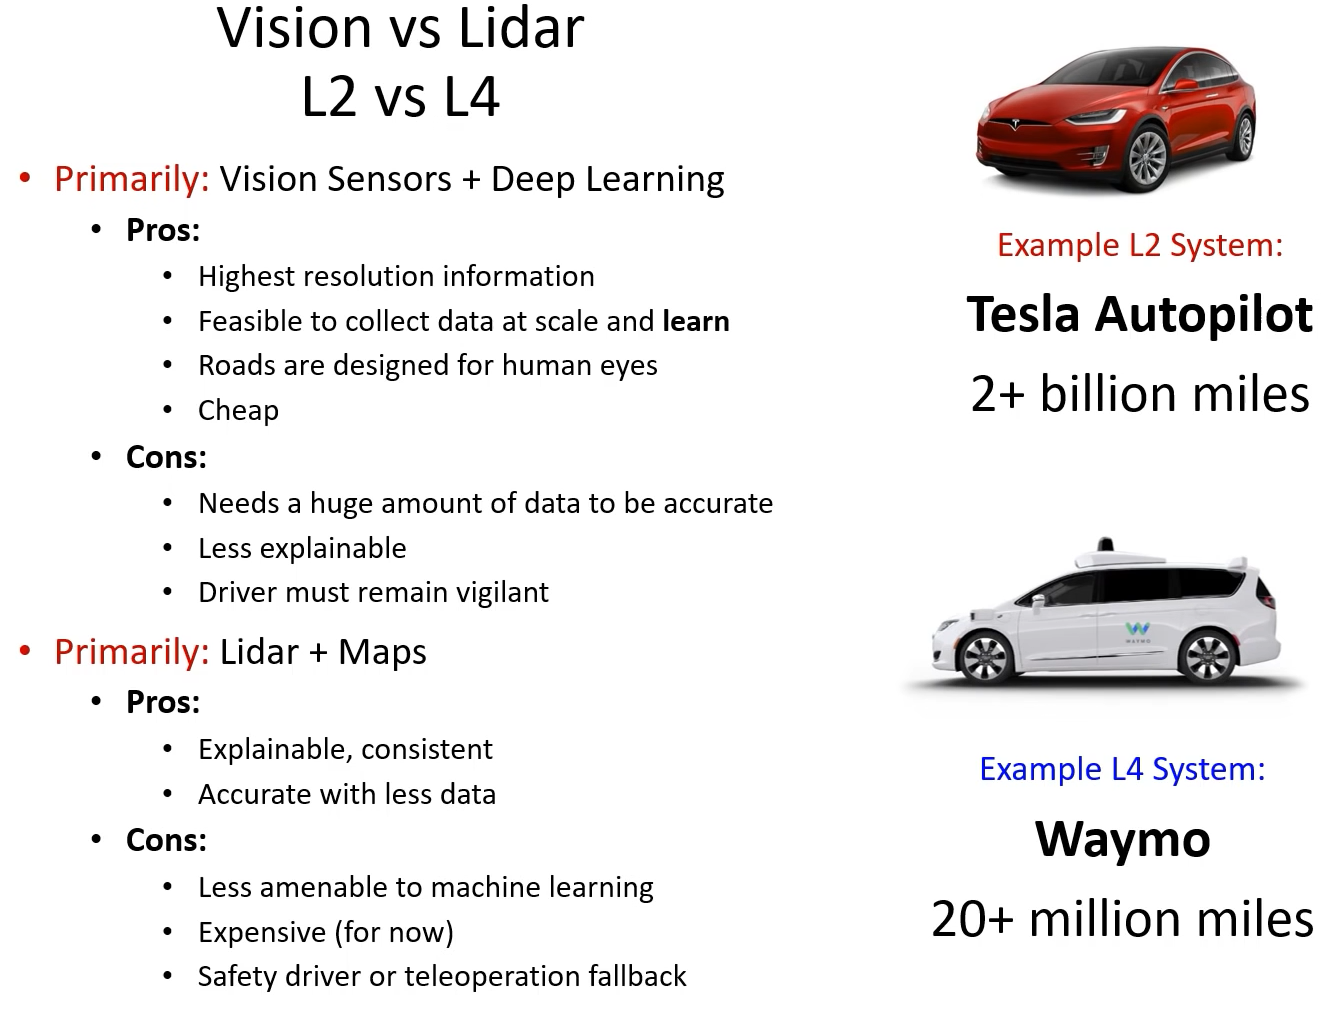 Vision vs Lidar
L2 vs L4
• Primarily: Vision Sensors + Deep Learning
• Pros:
• Highest resolution information
• Feasible to collect data at scale and learn
• Roads are designed for human eyes
• Cheap
• Cons:
• Needs a huge amount of data to be accurate
• Less explainable
• Driver must remain vigilant
• Primarily: Lidar + Maps
• Pros:
• Explainable, consistent
• Accurate with less data
• Cons:
• Less amenable to machine learning
• Expensive (for now)
• Safety driver or teleoperation fallback
Example L2 System:
Tesla Autopilot
2+ billion miles
WAYMO
Example L4 System:
Waymo
20+ million miles